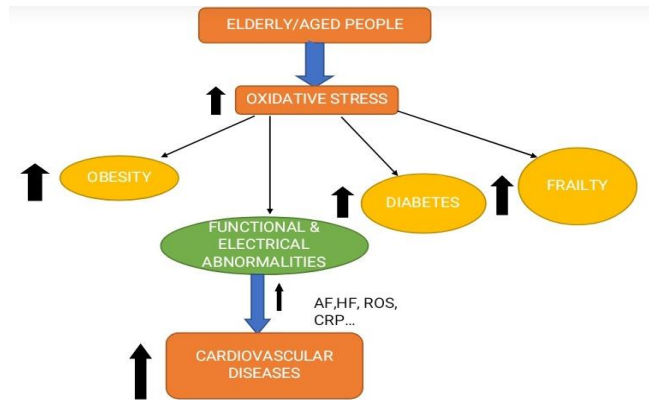 ELDERLY/AGED PEOPLE
OXIDATIVE STRESS
OBESITY
DIABETES
FRAILTY
FUNCTIONAL &
ELECTRICAL
ABNORMALITIES
AF,HF, ROS,
CRP...
CARDIOVASCULAR
DISEASES